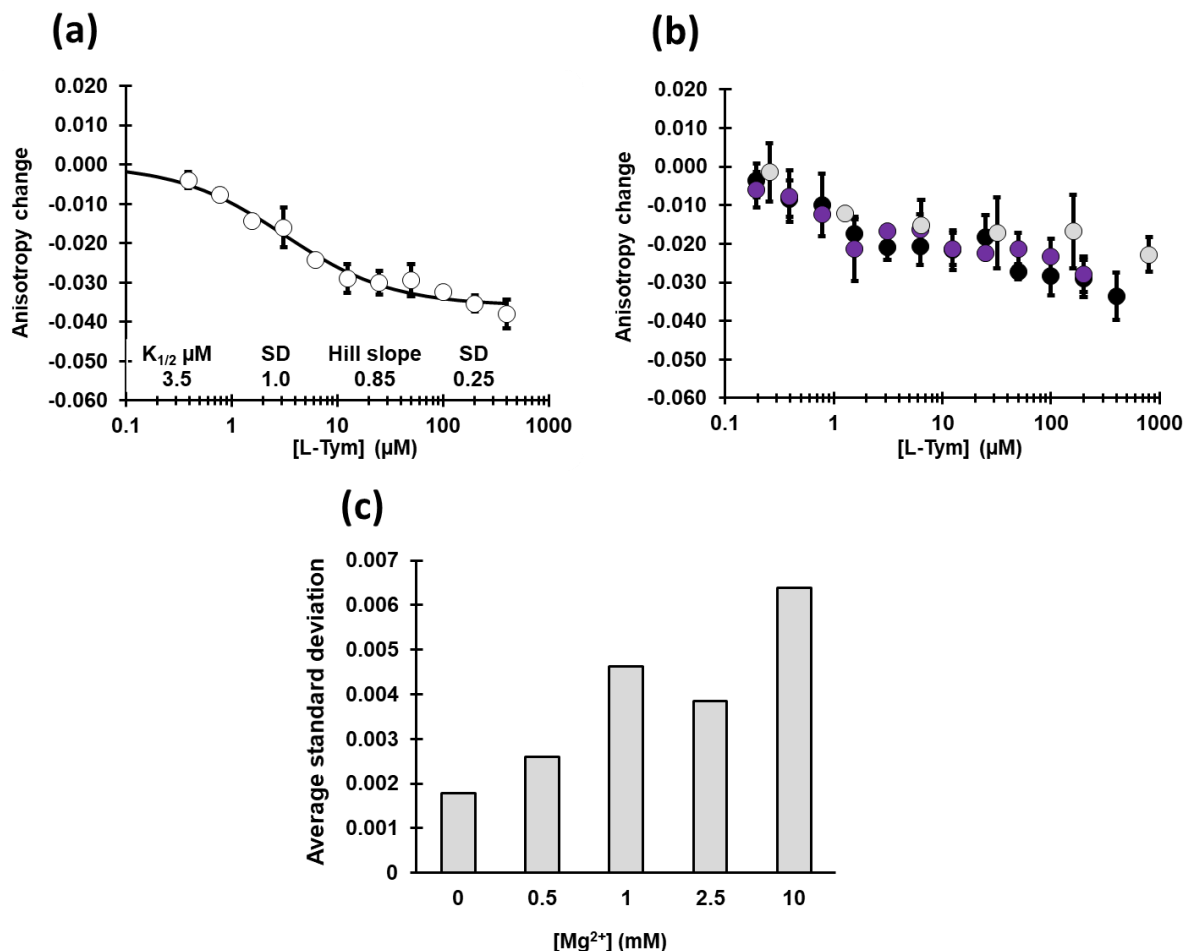 (a)
Anisotropy change
0.020
0.010
0.000
-0.010
-0.020
-0.030
-0.040
-0.050
-0.060
K1/2 µM SD Hill slope SD
3.5 1.0 0.85 0.25
0.1 1 10 100 1000
[L-Tym] (µM)
(b)
Anisotropy change
0.020
0.010
0.000
-0.010
-0.020
-0.030
-0.040
-0.050
-0.060
0.1 1 10 100 1000
[L-Tym] (µM)
(c)
Average standard deviation
0.007
0.006
0.005
0.004
0.003
0.002
0.001
0
0 0.5 1 2.5 10
[Mg²⁺] (mM)